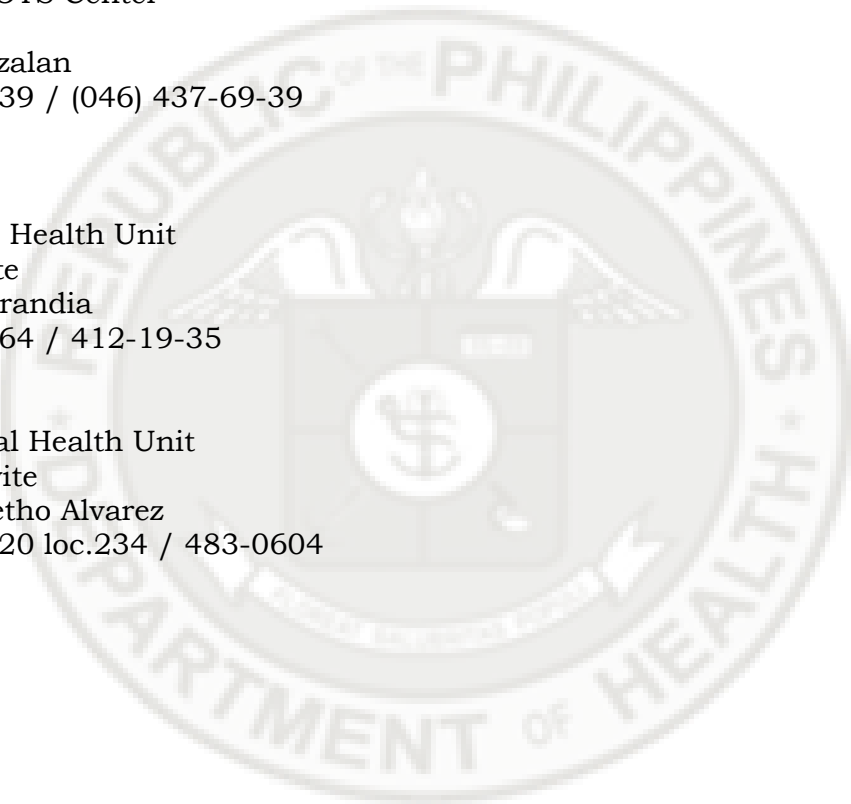 zalan
39 / (046) 437-69-39
Health Unit
te
randia
64 / 412-19-35
al Health Unit
vite
etho Alvarez
20 loc.234 / 483-0604
REPUBLIC OF THE PHILIPPINES
DEPARTMENT OF HEALTH